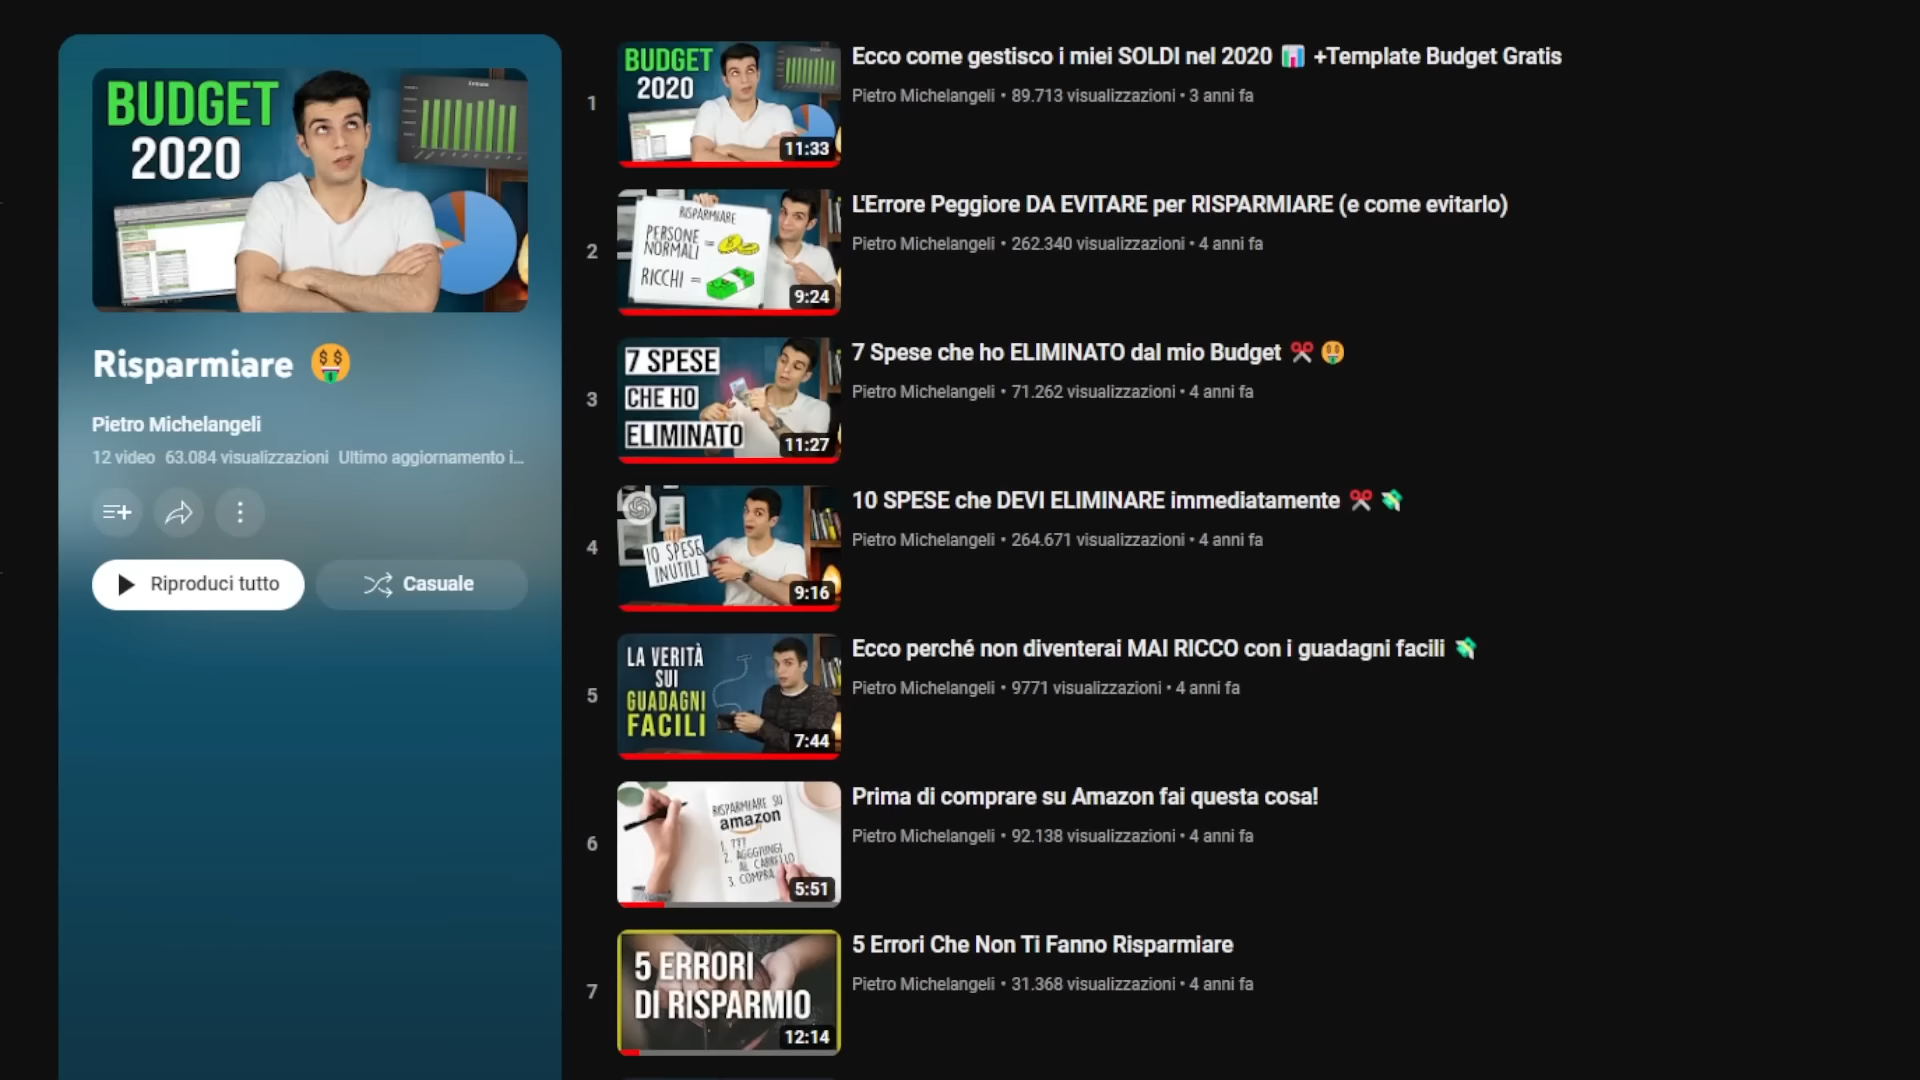 BUDGET
2020
Risparmiare
Pietro Michelangeli
12 video 63.084 visualizzazioni Ultimo aggiornamento i...
Riproduci tutto
Casuale
1
BUDGET
2020
11:33
Ecco come gestisco i miei SOLDI nel 2020 📊 +Template Budget Gratis
Pietro Michelangeli • 89.713 visualizzazioni • 3 anni fa
2
RISPARMIARE
PERSONE
NORMALI =
RICCHI =
9:24
L'Errore Peggiore DA EVITARE per RISPARMIARE (e come evitarlo)
Pietro Michelangeli • 262.340 visualizzazioni • 4 anni fa
3
7 SPESE
CHE HO
ELIMINATO
11:27
7 Spese che ho ELIMINATO dal mio Budget ✂️ 🤑
Pietro Michelangeli • 71.262 visualizzazioni • 4 anni fa
4
10 SPESE
INUTILI
9:16
10 SPESE che DEVI ELIMINARE immediatamente ✂️ 💸
Pietro Michelangeli • 264.671 visualizzazioni • 4 anni fa
5
LA VERITÀ
SUI
GUADAGNI
FACILI
7:44
Ecco perché non diventerai MAI RICCO con i guadagni facili 💸
Pietro Michelangeli • 9771 visualizzazioni • 4 anni fa
6
RISPARMIARE SU
amazon
1. ???
2. AGGIUNGI
AL CARRELLO
3. COMPRA
5:51
Prima di comprare su Amazon fai questa cosa!
Pietro Michelangeli • 92.138 visualizzazioni • 4 anni fa
7
5 ERRORI
DI RISPARMIO
12:14
5 Errori Che Non Ti Fanno Risparmiare
Pietro Michelangeli • 31.368 visualizzazioni • 4 anni fa